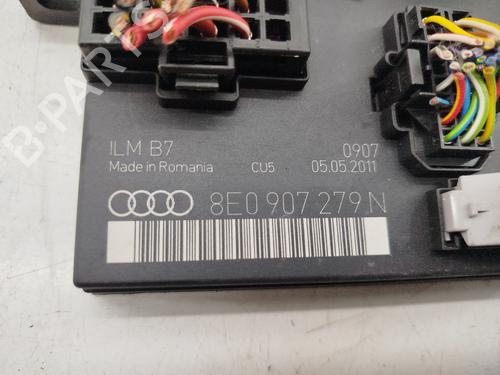 B-PARTS
ILM B7
0907
Made in Romania CU5 05.05.2011
8E0 907 279 N